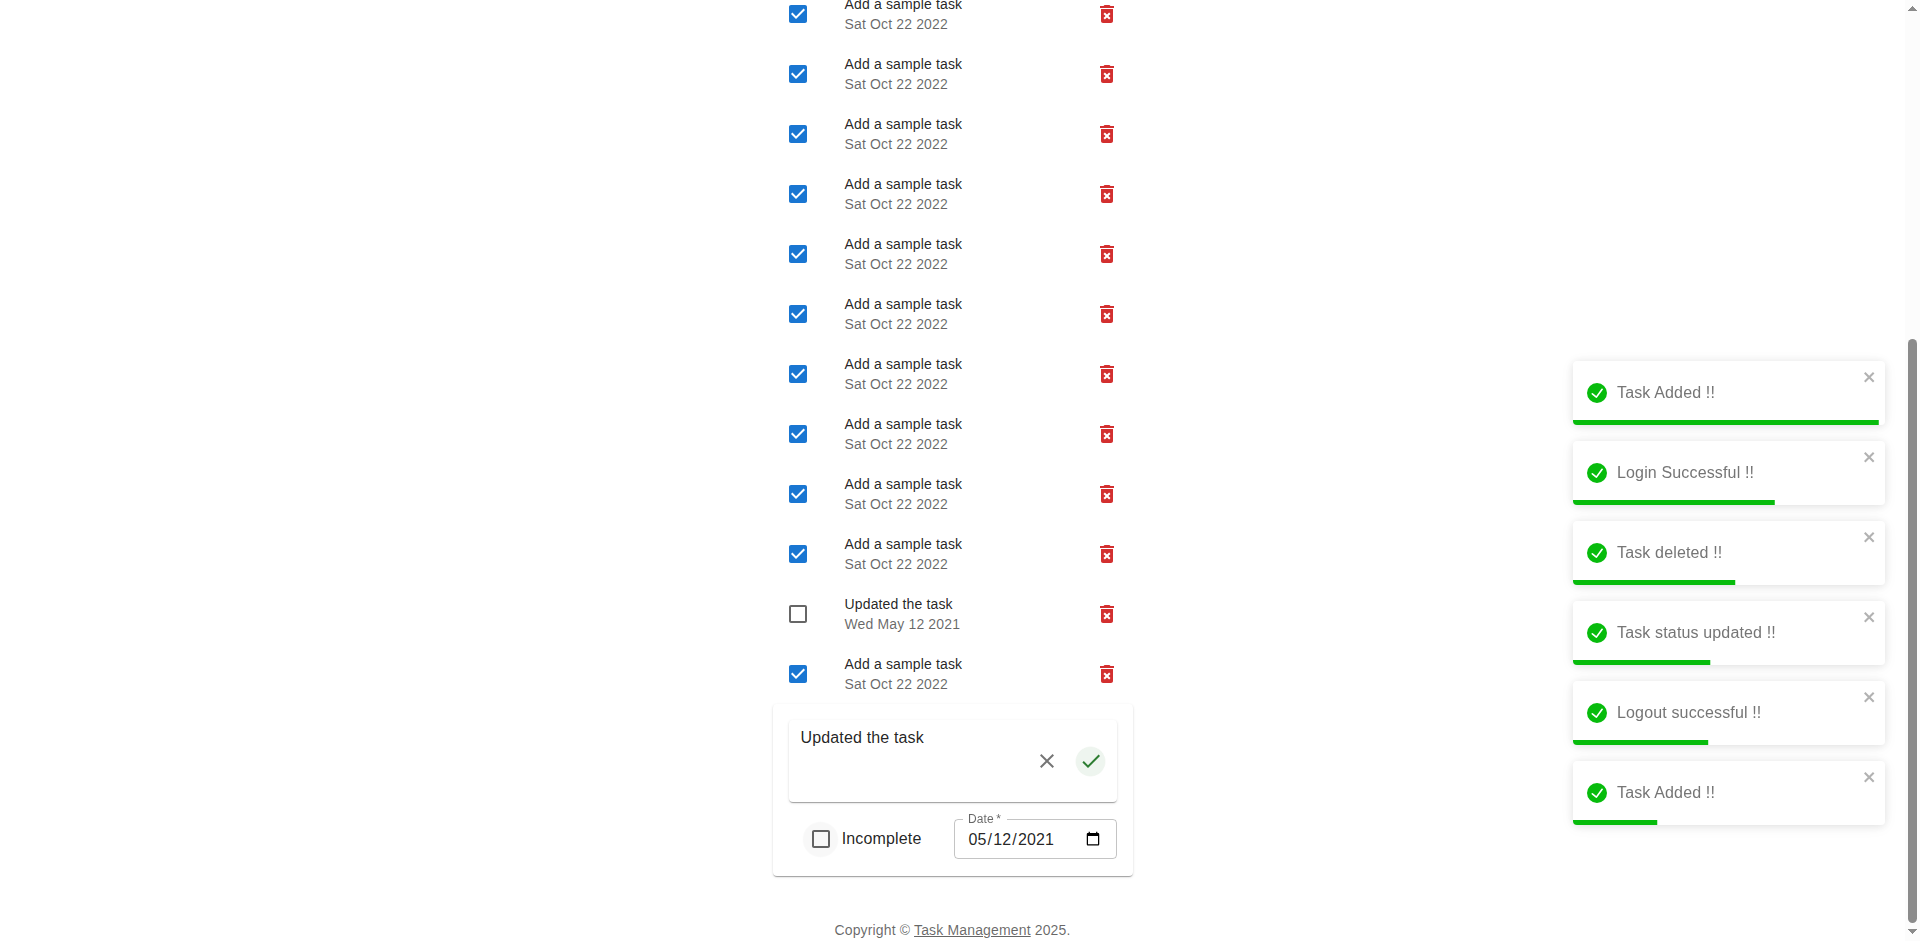 Add a sample task
Sat Oct 22 2022
Add a sample task
Sat Oct 22 2022
Add a sample task
Sat Oct 22 2022
Add a sample task
Sat Oct 22 2022
Add a sample task
Sat Oct 22 2022
Add a sample task
Sat Oct 22 2022
Add a sample task
Sat Oct 22 2022
Add a sample task
Sat Oct 22 2022
Add a sample task
Sat Oct 22 2022
Add a sample task
Sat Oct 22 2022
Updated the task
Wed May 12 2021
Add a sample task
Sat Oct 22 2022
Updated the task
Incomplete
Date *
05/12/2021
Copyright © Task Management 2025.
Task Added !!
Login Successful !!
Task deleted !!
Task status updated !!
Logout successful !!
Task Added !!